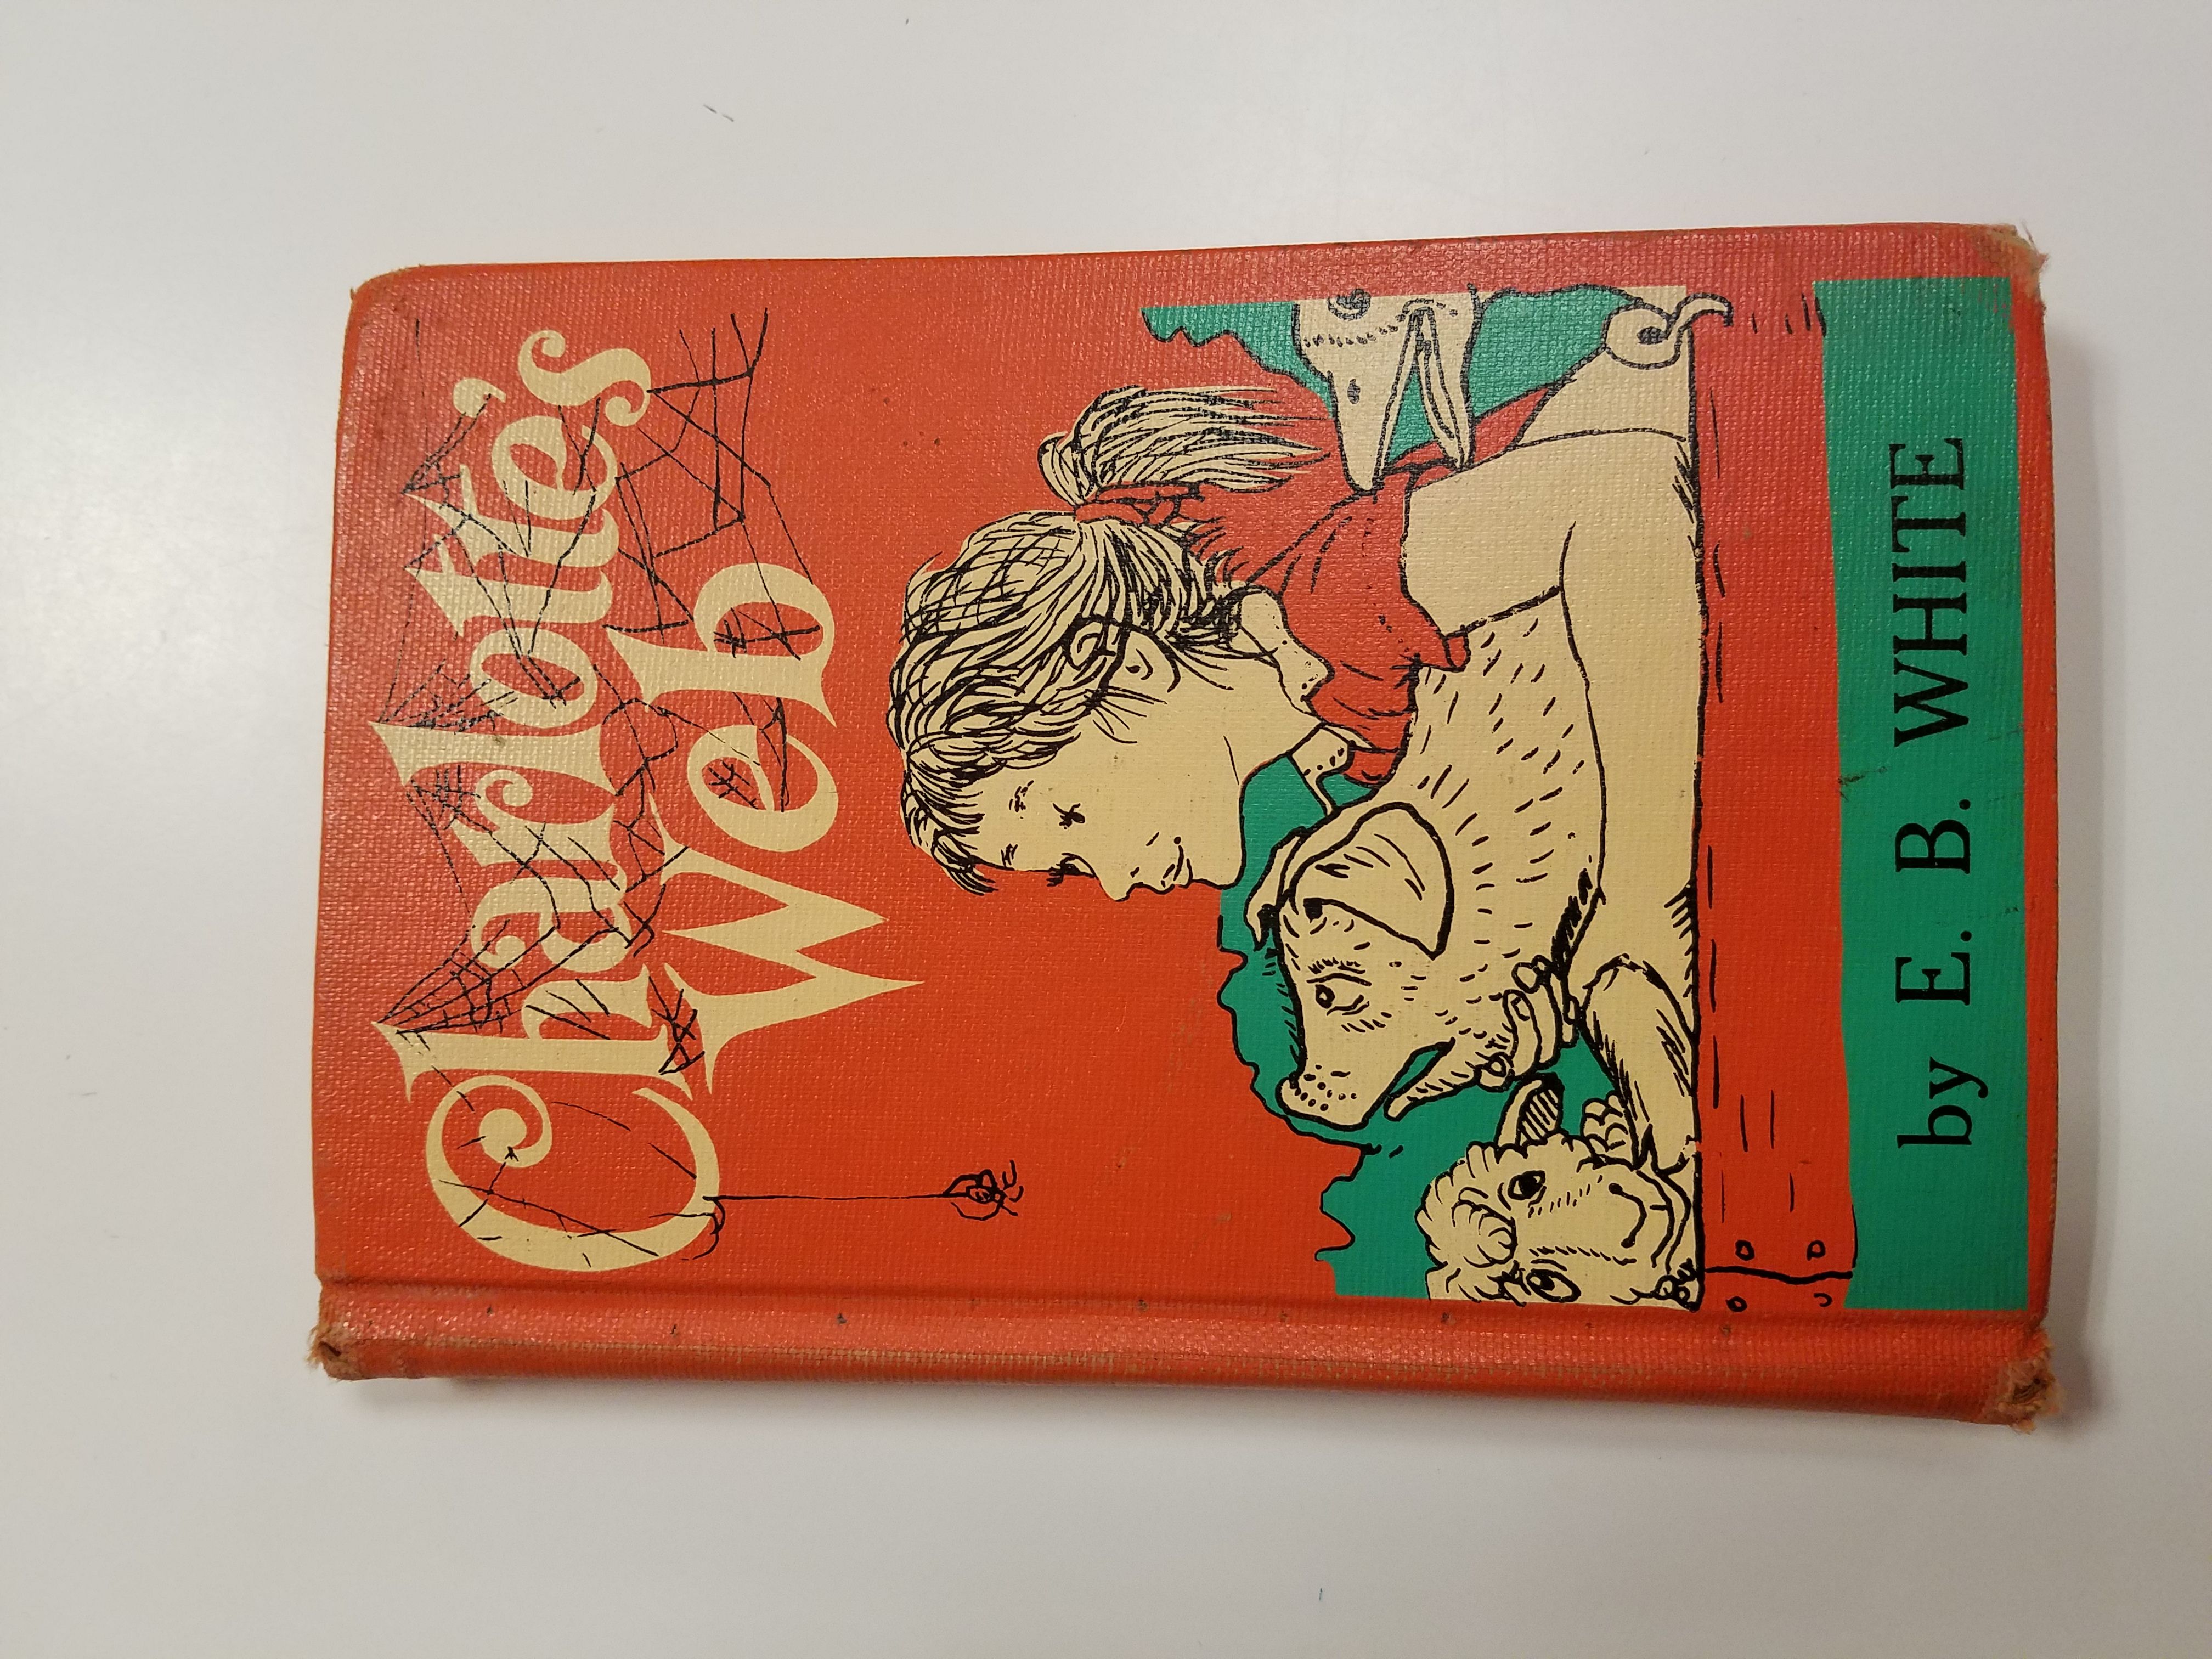 Charlotte's
Web
by E. B. WHITE